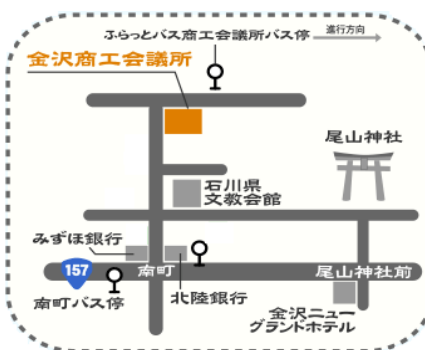 ふらっとバス商工会議所バス停
進行方向
金沢商工会議所
尾山神社
石川県
文教会館
みずほ銀行
157
南町
尾山神社前
南町バス停
北陸銀行
金沢ニュー
グランドホテル